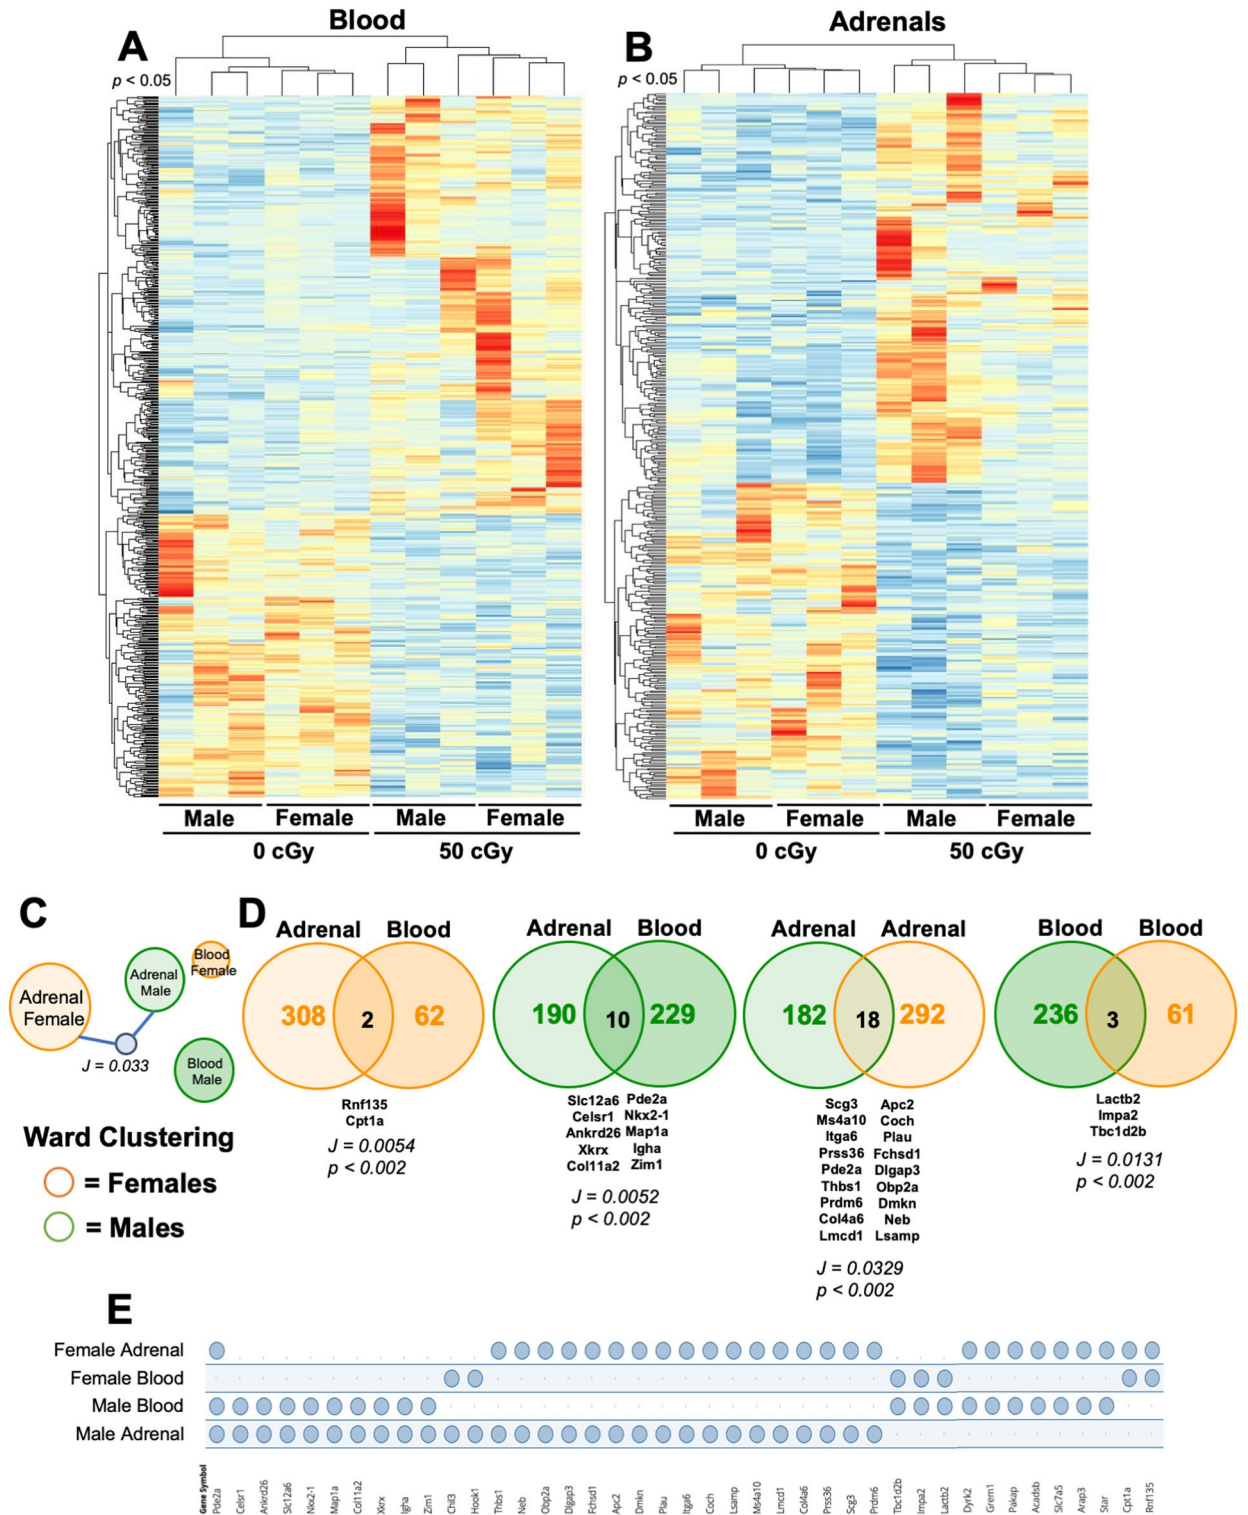 Blood
Adrenals
A
B
p < 0.05
p < 0.05
Male
Female
Male
Female
0 cGy
50 cGy
Male
Female
Male
Female
0 cGy
50 cGy
C
Adrenal
Female
Adrenal
Male
Blood
Female
Blood
Male
J = 0.033
Ward Clustering
= Females
= Males
D
Adrenal Blood
308 2 62
Rnf135
Cpt1a
J = 0.0054
p < 0.002
Adrenal Blood
190 10 229
Slc12a6 Pde2a
Celsr1 Nkx2-1
Ankrd26 Map1a
Xkrx Igha
Col11a2 Zim1
J = 0.0052
p < 0.002
Adrenal Adrenal
182 18 292
Scg3 Apc2
Ms4a10 Coch
Itga6 Plau
Prss36 Fchsd1
Pde2a Dlgap3
Thbs1 Obp2a
Prdm6 Dmkn
Col4a6 Neb
Lmcd1 Lsamp
J = 0.0329
p < 0.002
Blood Blood
236 3 61
Lactb2
Impa2
Tbc1d2b
J = 0.0131
p < 0.002
E
Female Adrenal
Female Blood
Male Blood
Male Adrenal
Gene Symbol
Pde2a
Celsr1
Ankrd26
Slc12a6
Nkx2-1
Map1a
Col11a2
Xkrx
Igha
Zim1
Chil3
Hook1
Thbs1
Neb
Obp2a
Dlgap3
Fchsd1
Apc2
Dmkn
Plau
Itga6
Coch
Lsamp
Ms4a10
Lmcd1
Col4a6
Prss36
Scg3
Prdm6
Tbc1d2b
Impa2
Lactb2
Dyrk2
Grem1
Pakap
Acadsb
Slc7a5
Arap3
Star
Cpt1a
Rnf135